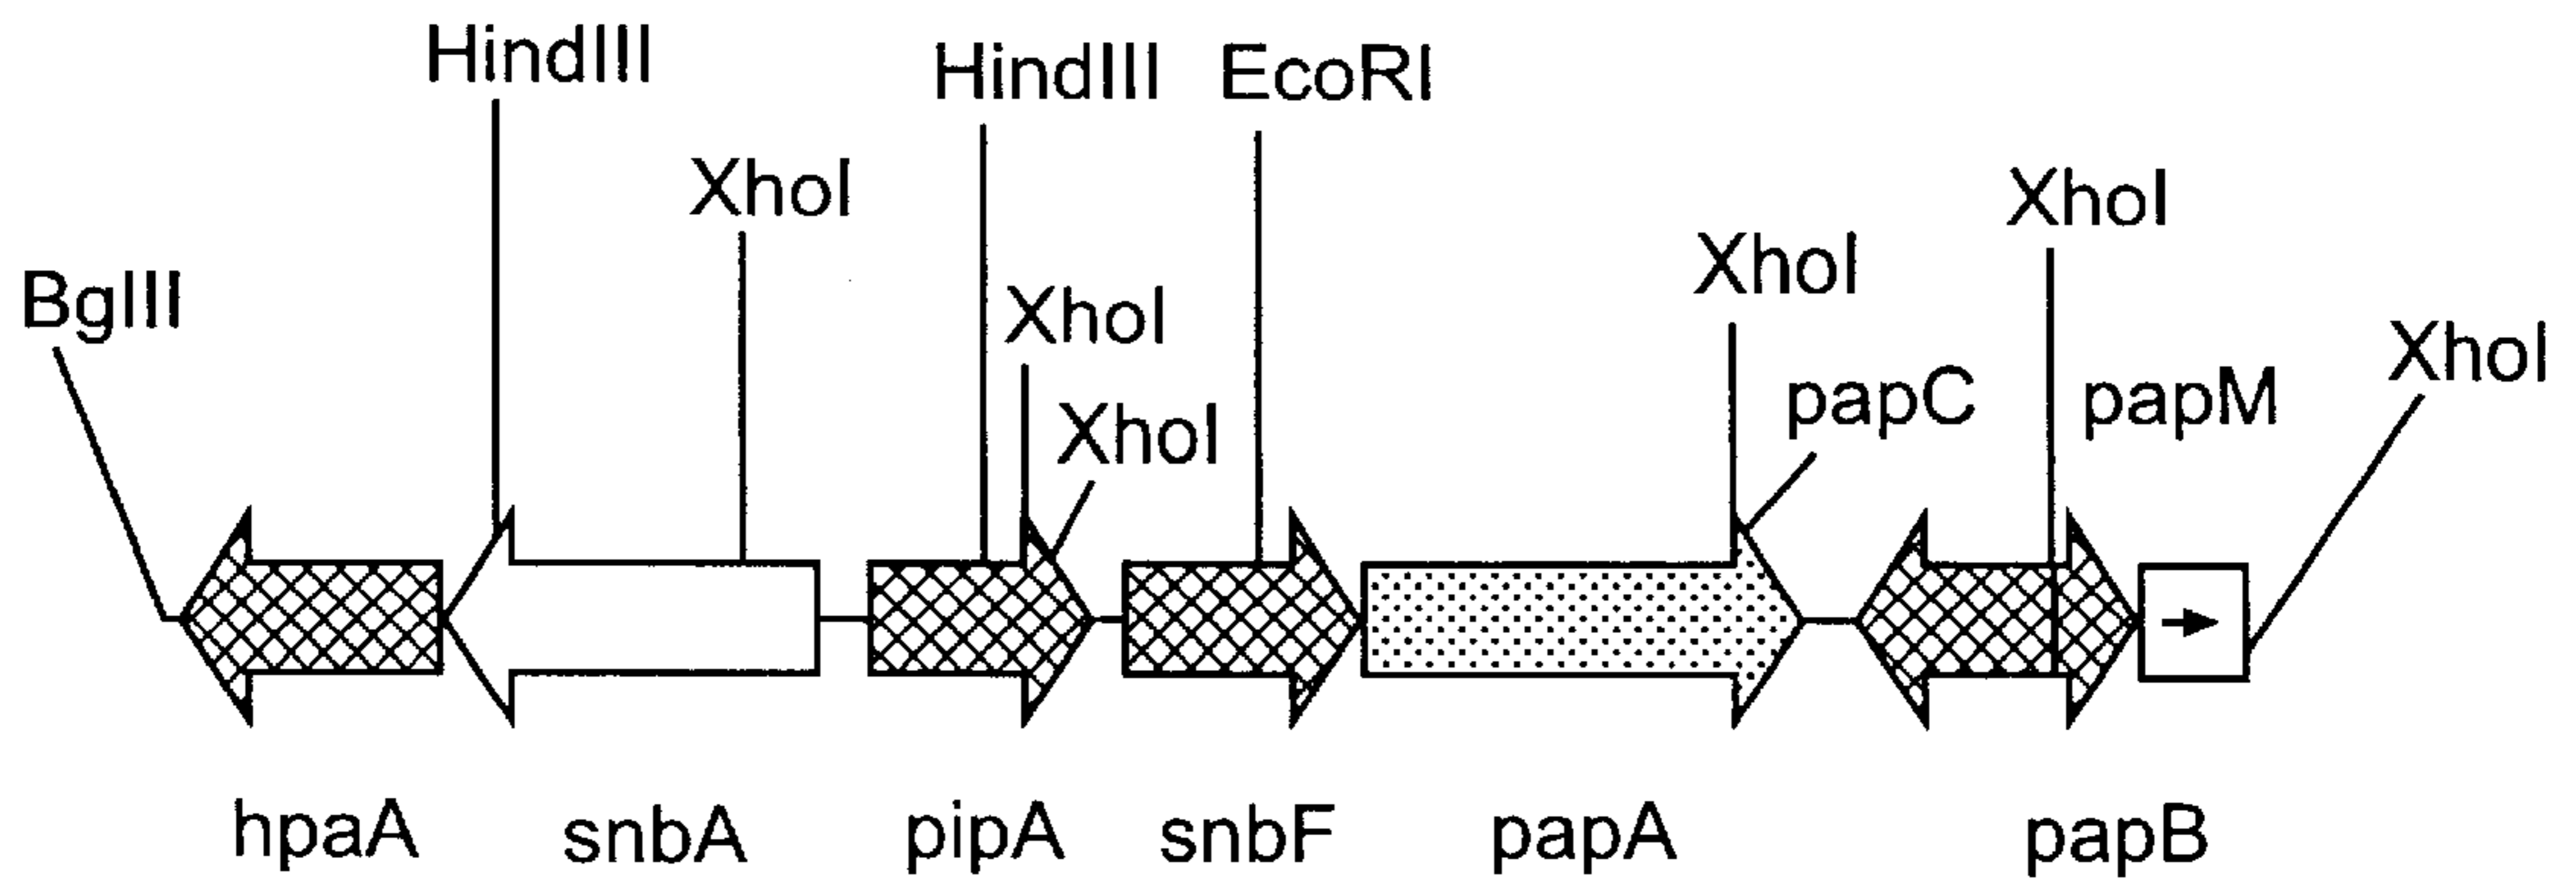 HindIII
HindIII
EcoRI
XhoI
XhoI
XhoI
BglII
XhoI
XhoI
XhoI
papC
papM
XhoI
hpaA
snbA
pipA
snbF
papA
papB